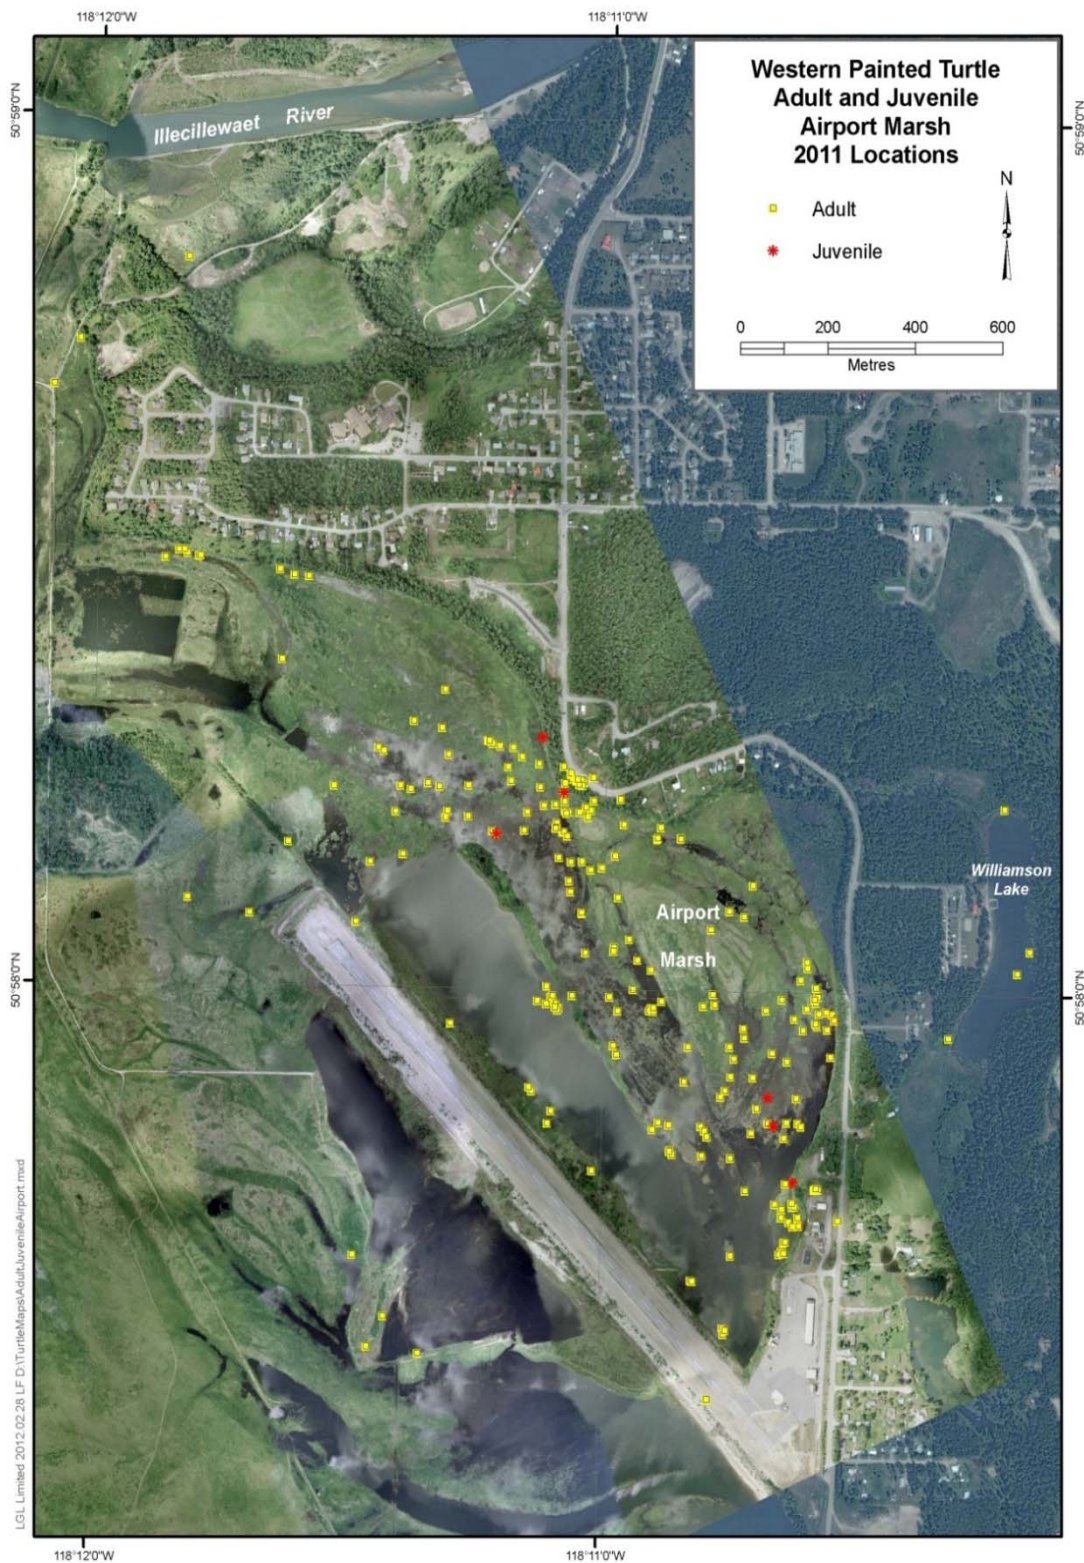 118°12'0"W 118°11'0"W
50°59'0"N
50°59'0"N
Western Painted Turtle
Adult and Juvenile
Airport Marsh
2011 Locations
N
Adult
Juvenile
0 200 400 600
Metres
Illecillewaet River
Williamson
Lake
Airport
Marsh
50°58'0"N
50°58'0"N
LGL Limited 2012.02.28 LF D:\TurtleMaps\AdultJuvenileAirport.mxd
118°12'0"W 118°11'0"W